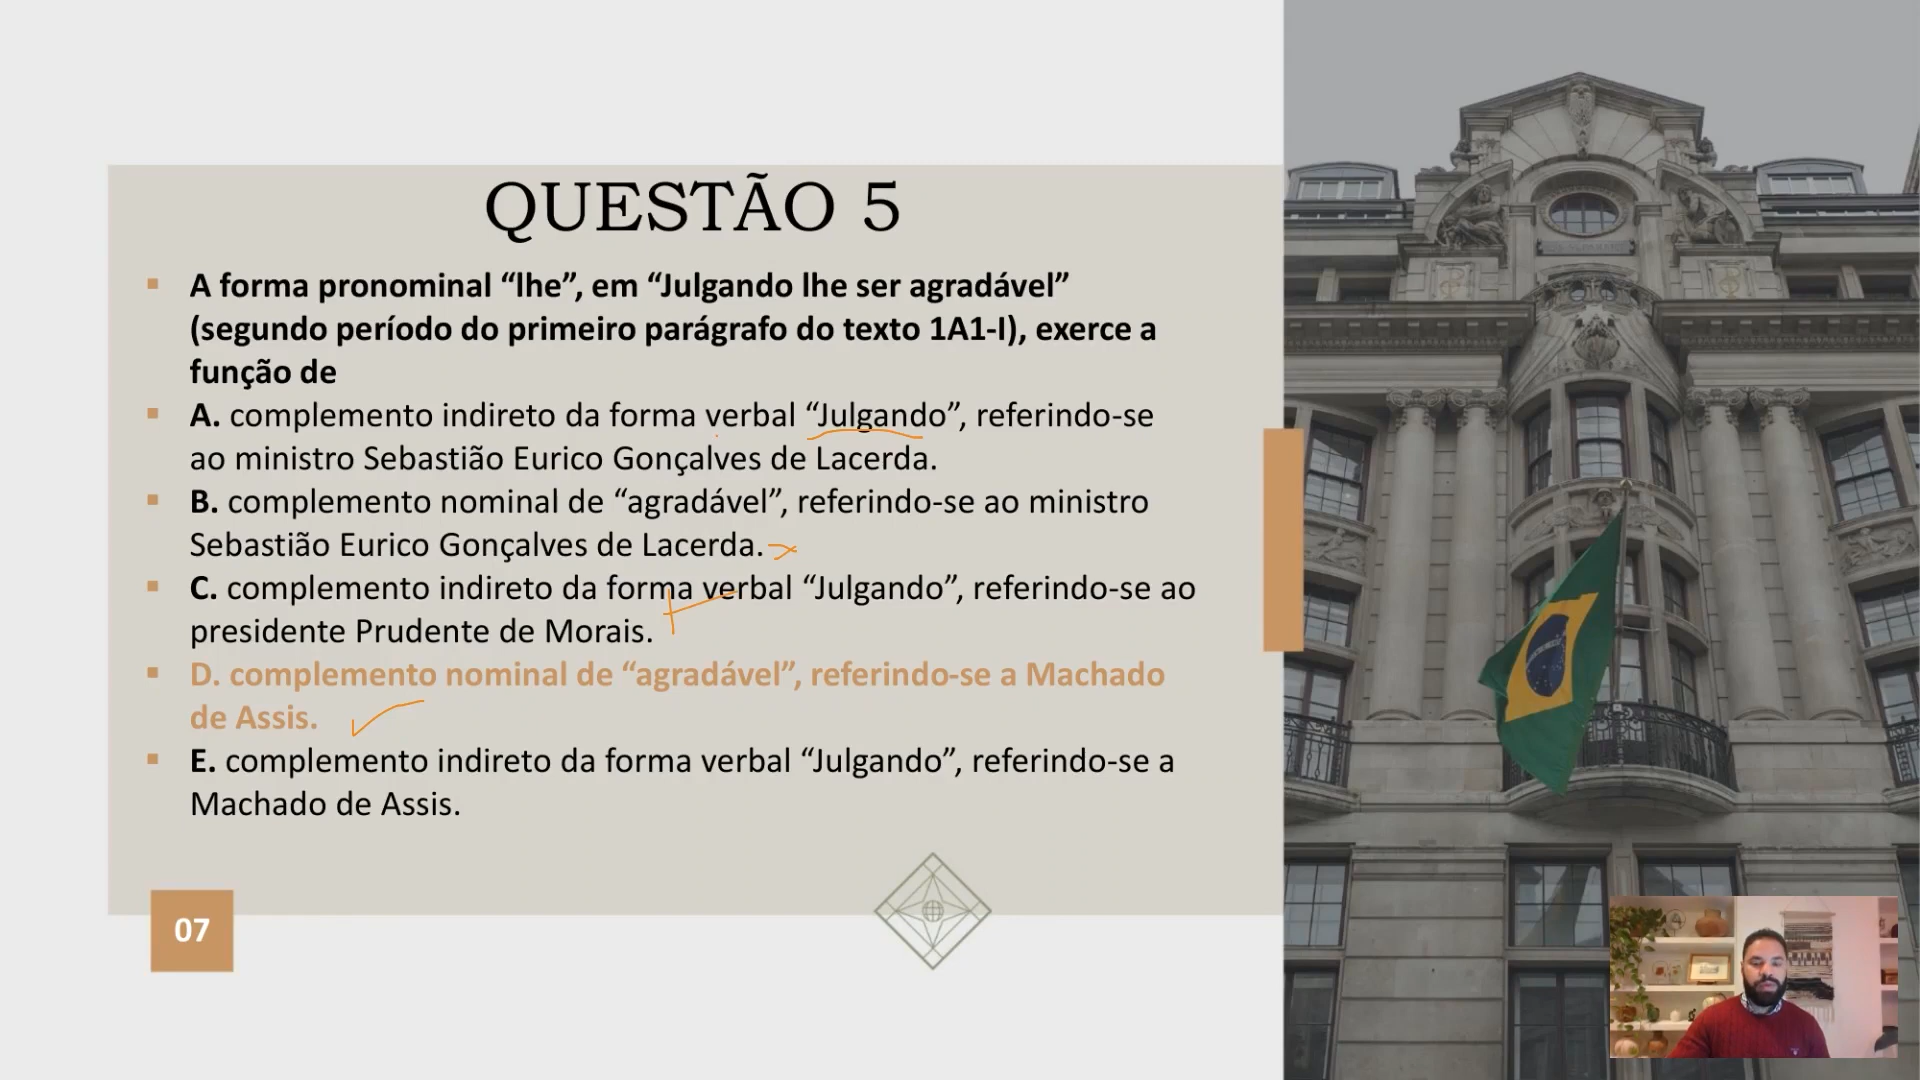 QUESTÃO 5
A forma pronominal “lhe”, em “Julgando lhe ser agradável”
(segundo período do primeiro parágrafo do texto 1A1-I), exerce a
função de
A. complemento indireto da forma verbal “Julgando”, referindo-se
ao ministro Sebastião Eurico Gonçalves de Lacerda.
B. complemento nominal de “agradável”, referindo-se ao ministro
Sebastião Eurico Gonçalves de Lacerda.
C. complemento indireto da forma verbal “Julgando”, referindo-se ao
presidente Prudente de Morais.
D. complemento nominal de “agradável”, referindo-se a Machado
de Assis.
E. complemento indireto da forma verbal “Julgando”, referindo-se a
Machado de Assis.
07